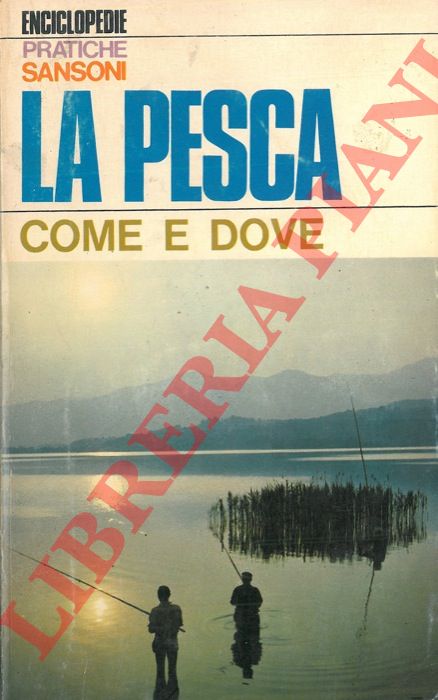 ENCICLOPEDIE
PRATICHE
SANSONI
LA PESCA
COME E DOVE
LIBRERIA PIANI